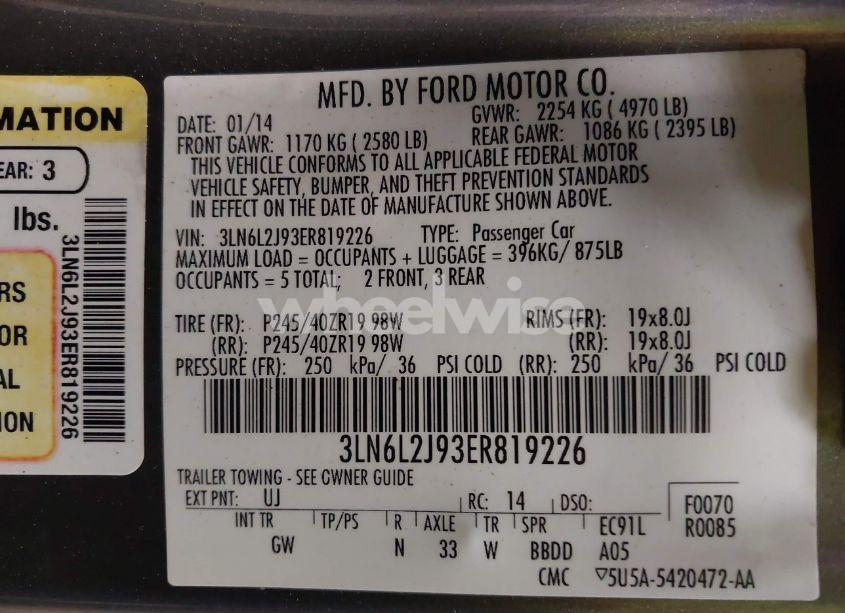 MATION
EAR: 3
lbs.
RS
OR
AL
ION
3LN6L2J93ER819226
MFD. BY FORD MOTOR CO.
DATE: 01/14 GVWR: 2254 KG ( 4970 LB)
FRONT GAWR: 1170 KG ( 2580 LB) REAR GAWR: 1086 KG ( 2395 LB)
THIS VEHICLE CONFORMS TO ALL APPLICABLE FEDERAL MOTOR
VEHICLE SAFETY, BUMPER, AND THEFT PREVENTION STANDARDS
IN EFFECT ON THE DATE OF MANUFACTURE SHOWN ABOVE.
VIN: 3LN6L2J93ER819226 TYPE: Passenger Car
MAXIMUM LOAD = OCCUPANTS + LUGGAGE = 396KG/ 875LB
OCCUPANTS = 5 TOTAL; 2 FRONT, 3 REAR
wheelwise
TIRE (FR): P245/40ZR19 98W RIMS (FR): 19x8.0J
(RR): P245/40ZR19 98W (RR): 19x8.0J
PRESSURE (FR): 250 kPa/ 36 PSI COLD (RR): 250 kPa/ 36 PSI COLD
3LN6L2J93ER819226
TRAILER TOWING - SEE OWNER GUIDE
EXT PNT: UJ RC: 14 DSO: F0070
INT TR TP/PS R AXLE TR SPR EC91L R0085
GW N 33 W BBDD A05
CMC ▽5U5A-5420472-AA